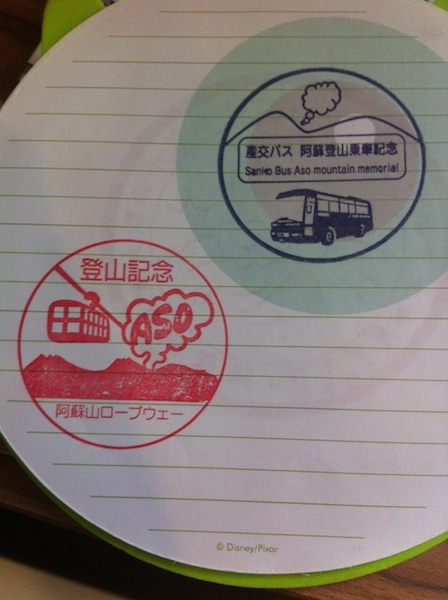 産交バス 阿蘇登山乗車記念
Sanko Bus Aso mountain memorial
登山記念
ASO
阿蘇山ロープウェー
© Disney/Pixar